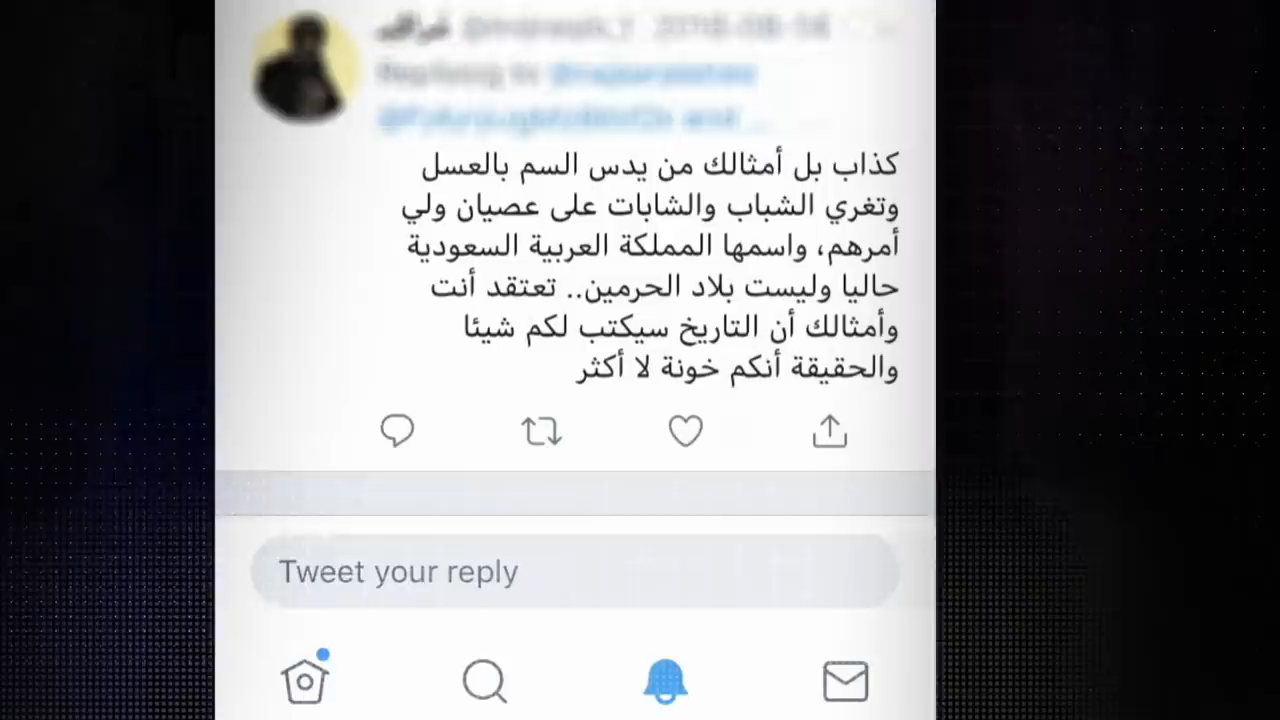 كذاب بل أمثالك من يدس السم بالعسل
وتغري الشباب والشابات على عصيان ولي
أمرهم، واسمها المملكة العربية السعودية
حاليا وليست بلاد الحرمين.. تعتقد أنت
وأمثالك أن التاريخ سيكتب لكم شيئا
والحقيقة أنكم خونة لا أكثر
Tweet your reply